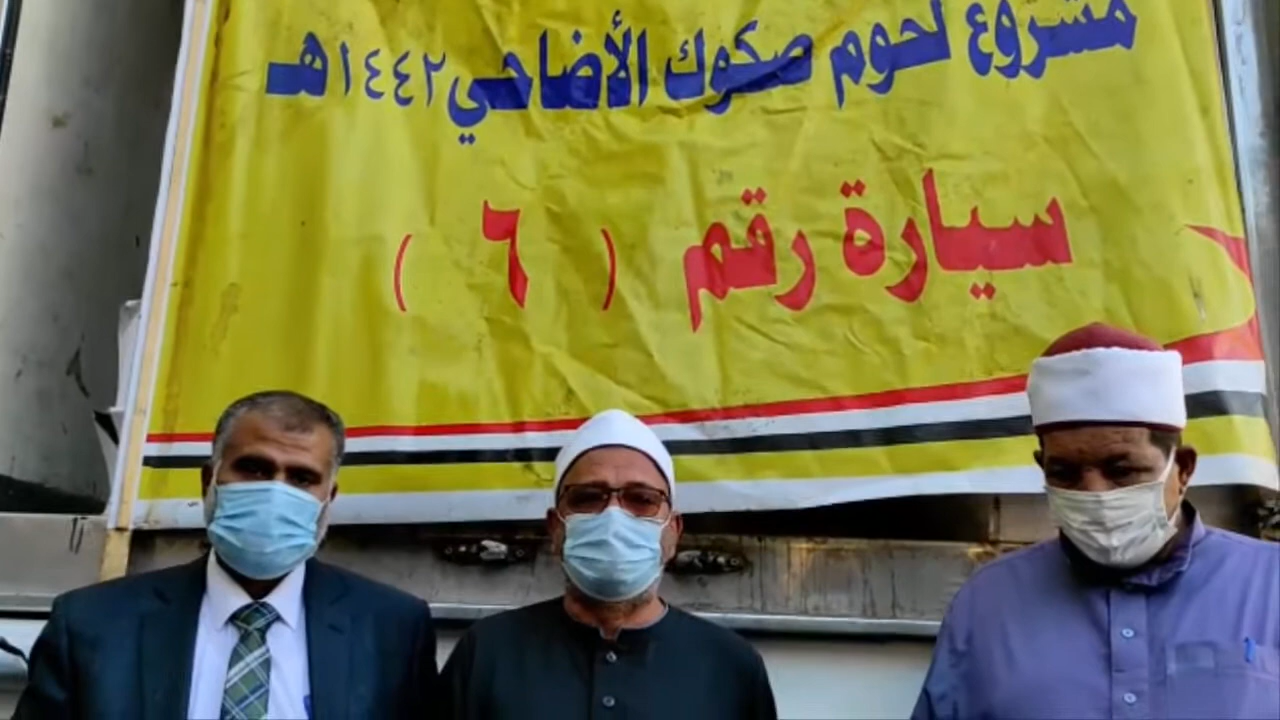 مشروع لحوم صكوك الأضاحي ١٤٤٢هـ
سيارة رقم ( ٦ )